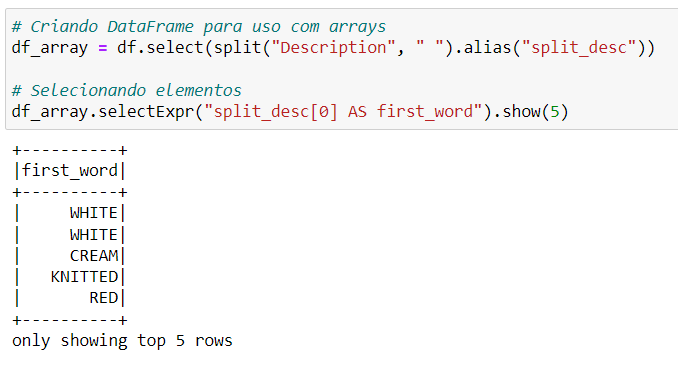 # Criando DataFrame para uso com arrays
df_array = df.select(split("Description", " ").alias("split_desc"))
# Selecionando elementos
df_array.selectExpr("split_desc[0] AS first_word").show(5)
+----------+
|first_word|
+----------+
|     WHITE|
|     WHITE|
|     CREAM|
|   KNITTED|
|       RED|
+----------+
only showing top 5 rows